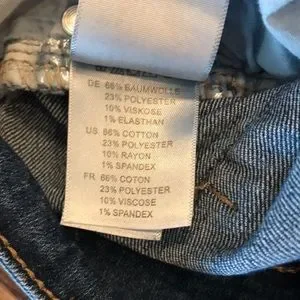 DE 66% BAUMWOLLE
23% POLYESTER
10% VISKOSE
1% ELASTHAN
US: 66% COTTON
23% POLYESTER
10% RAYON
1% SPANDEX
FR: 66% COTON
23% POLYESTER
10% VISCOSE
1% SPANDEX